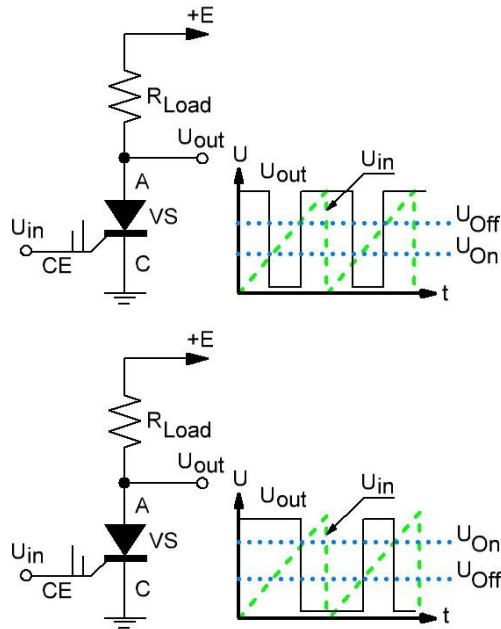 +E
RLoad
Uout
A
VS
Uin
CE
C
U
Uout
Uin
UOff
UOn
t
+E
RLoad
Uout
A
VS
Uin
CE
C
U
Uout
Uin
UOn
UOff
t